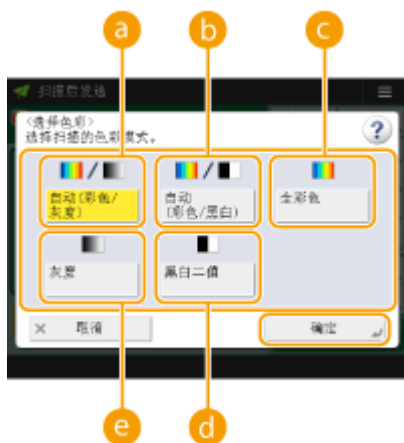 a
b
c
扫描后发送
<选择色彩>
选择扫描的色彩模式。
?
自动(彩色/
灰度)
自动
(彩色/黑白)
全彩色
灰度
黑白二值
× 取消
确定
e
d